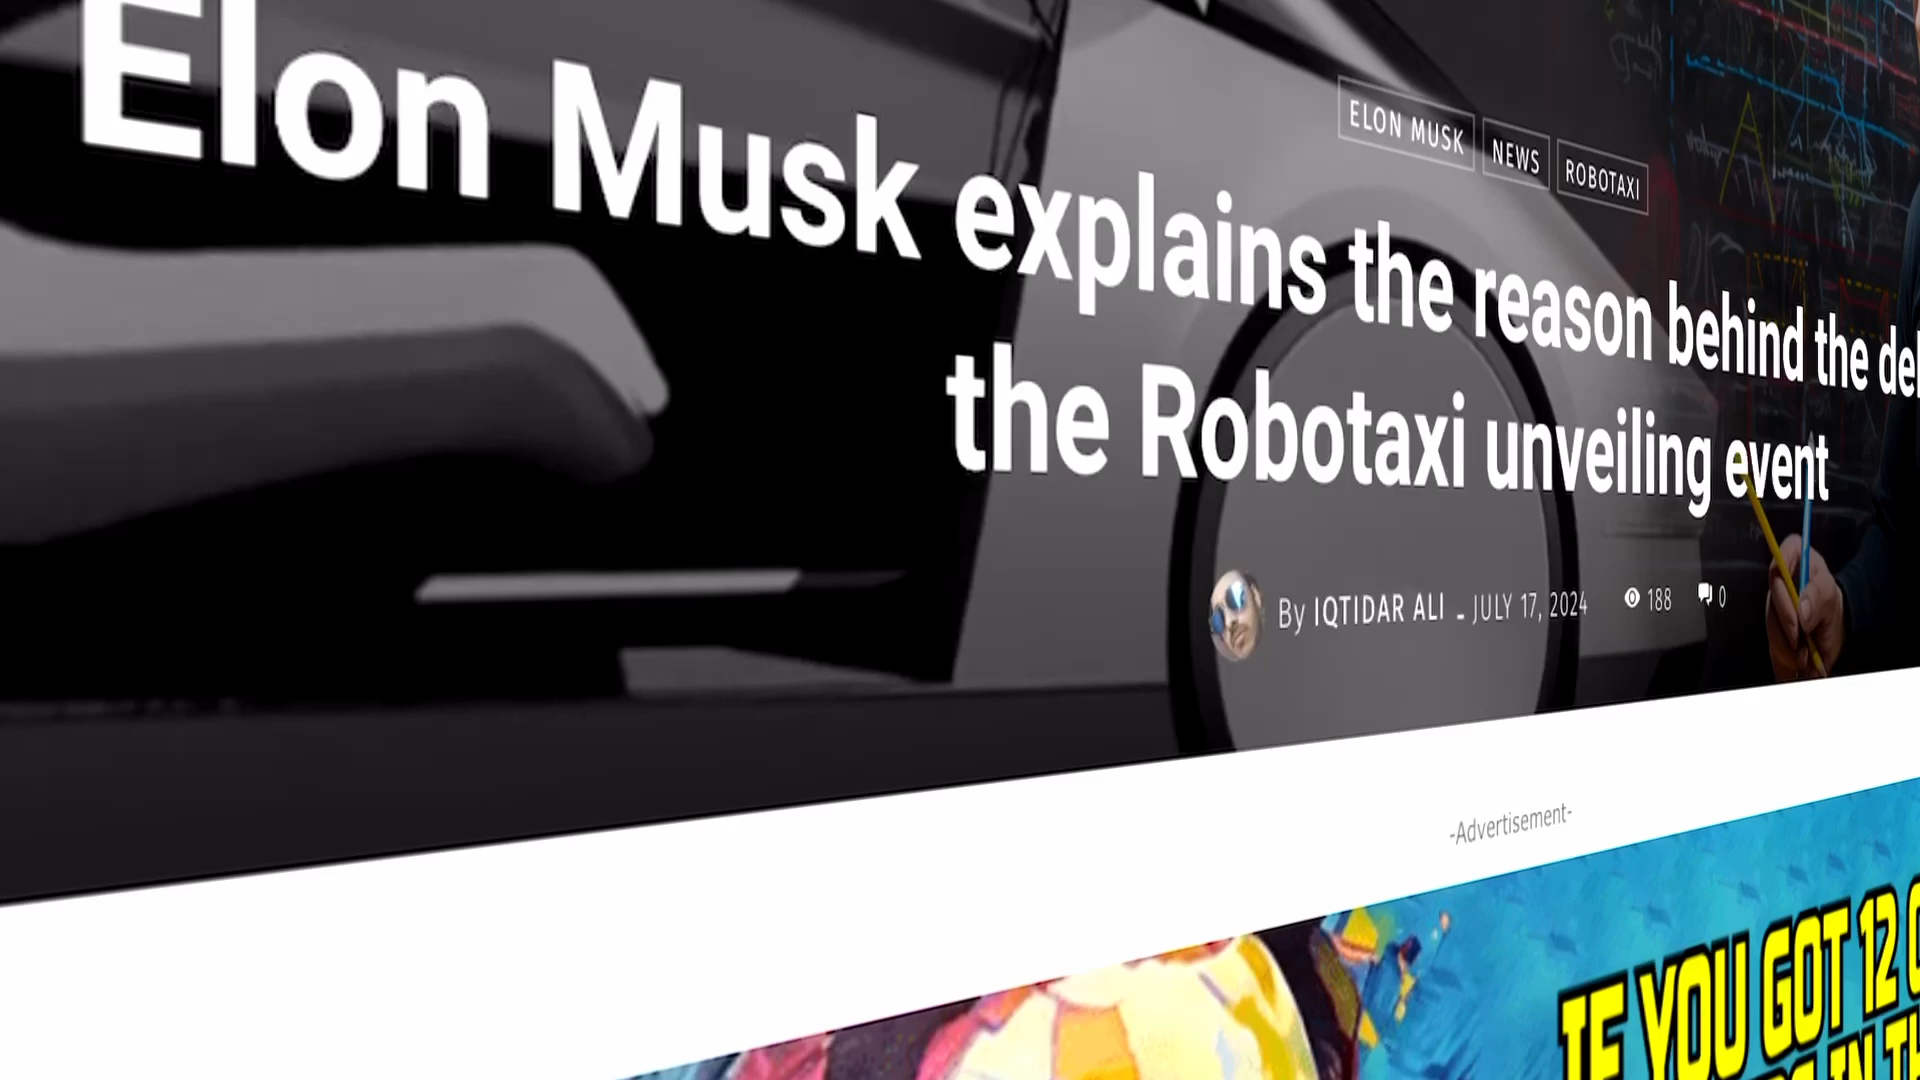 ELON MUSK NEWS ROBOTAXI
Elon Musk explains the reason behind the
the Robotaxi unveiling event
By IQTIDAR ALI - JULY 17, 2024 188 0
-Advertisement-
IF YOU GOT 12
IN